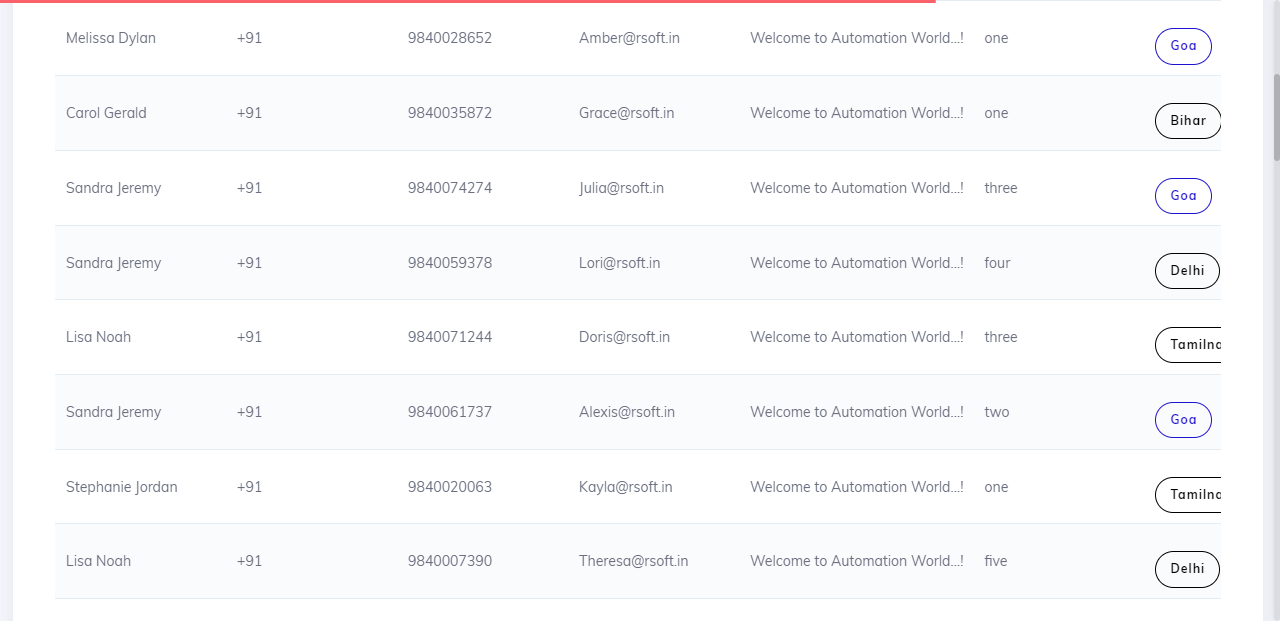 Melissa Dylan +91 9840028652 Amber@rsoft.in Welcome to Automation World...! one Goa
Carol Gerald +91 9840035872 Grace@rsoft.in Welcome to Automation World...! one Bihar
Sandra Jeremy +91 9840074274 Julia@rsoft.in Welcome to Automation World...! three Goa
Sandra Jeremy +91 9840059378 Lori@rsoft.in Welcome to Automation World...! four Delhi
Lisa Noah +91 9840071244 Doris@rsoft.in Welcome to Automation World...! three
Sandra Jeremy +91 9840061737 Alexis@rsoft.in Welcome to Automation World...! two Goa
Stephanie Jordan +91 9840020063 Kayla@rsoft.in Welcome to Automation World...! one
Lisa Noah +91 9840007390 Theresa@rsoft.in Welcome to Automation World...! five Delhi